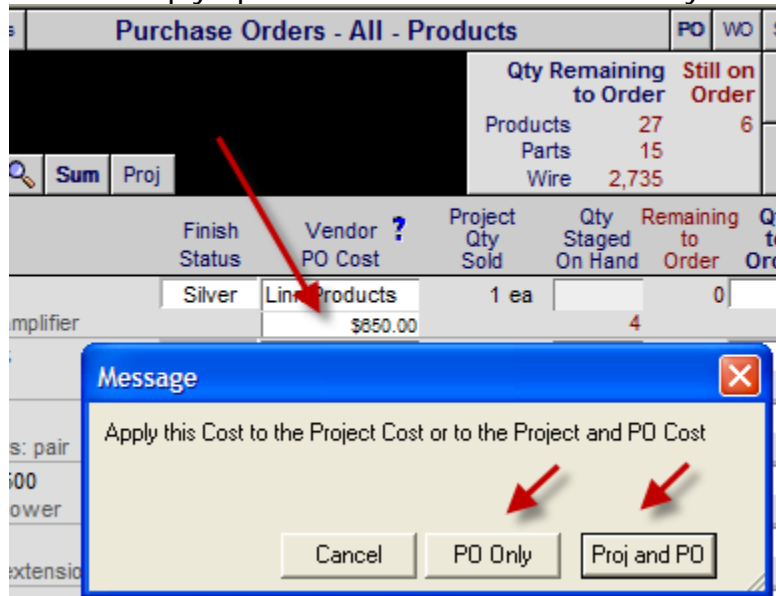 Purchase Orders - All - Products PO WO
Qty Remaining Still on
to Order Order
Products 27 6
Parts 15
Wire 2,735
Sum Proj
Finish Vendor ? Project Qty Remaining
Status PO Cost Qty Staged to
Sold On Hand Order
Silver Linn Products 1 ea 0
mplifier $650.00 4
Message
Apply this Cost to the Project Cost or to the Project and PO Cost
s: pair
ower
extensio
Cancel PO Only Proj and PO